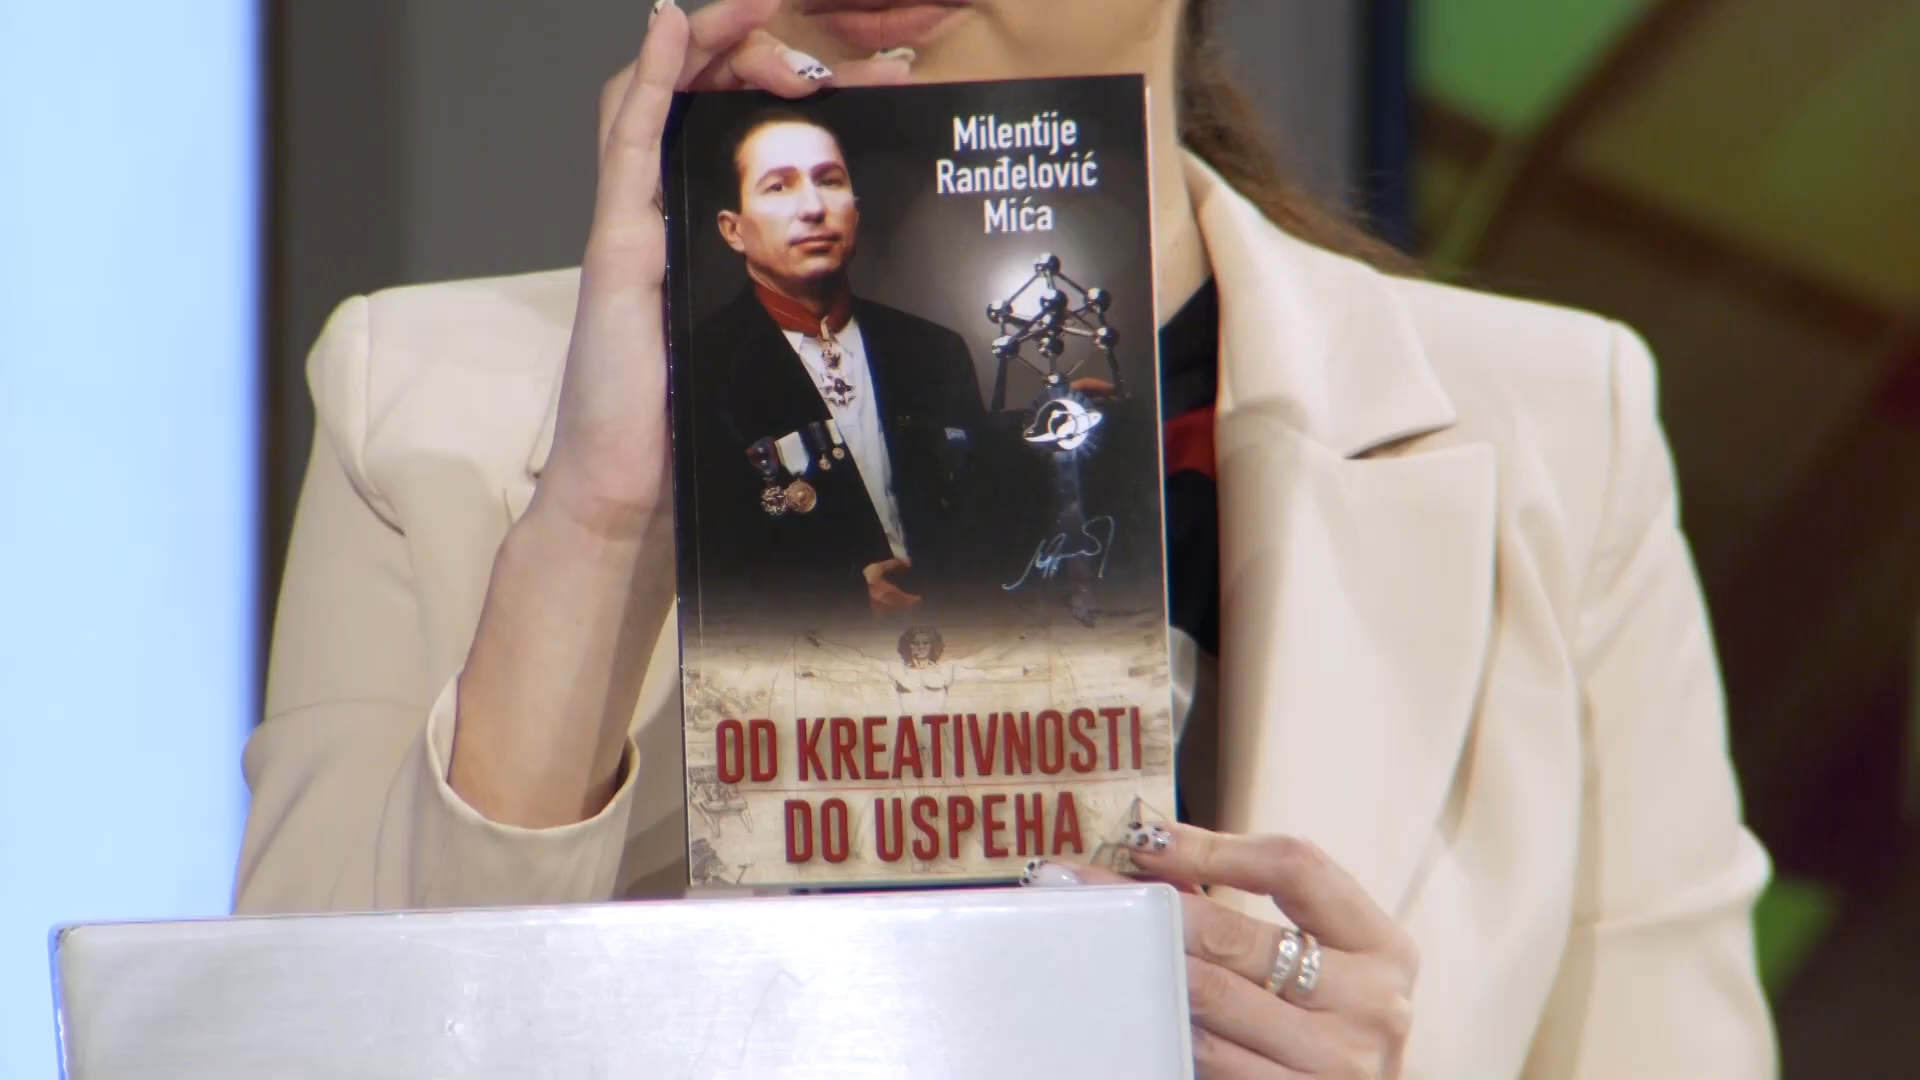 Milentije
Ranđelović
Mića
OD KREATIVNOSTI
DO USPEHA